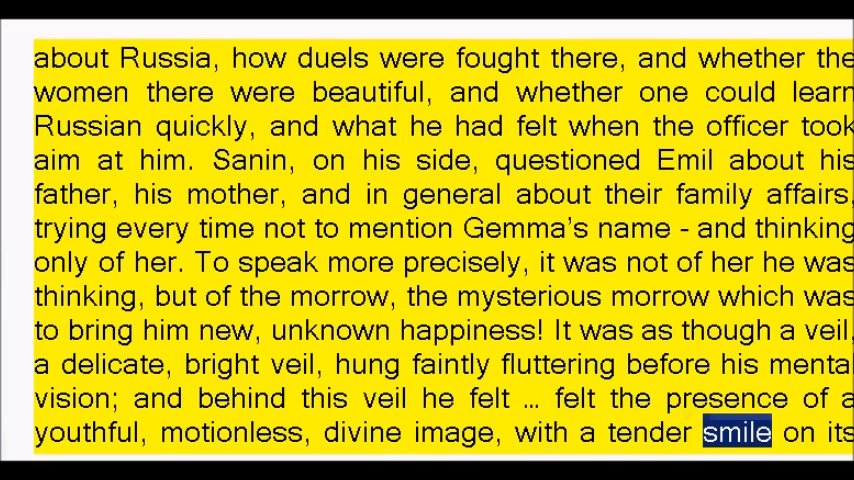 about Russia, how duels were fought there, and whether the
women there were beautiful, and whether one could learn
Russian quickly, and what he had felt when the officer took
aim at him. Sanin, on his side, questioned Emil about his
father, his mother, and in general about their family affairs,
trying every time not to mention Gemma's name - and thinking
only of her. To speak more precisely, it was not of her he was
thinking, but of the morrow, the mysterious morrow which was
to bring him new, unknown happiness! It was as though a veil,
a delicate, bright veil, hung faintly fluttering before his mental
vision; and behind this veil he felt ... felt the presence of a
youthful, motionless, divine image, with a tender smile on its